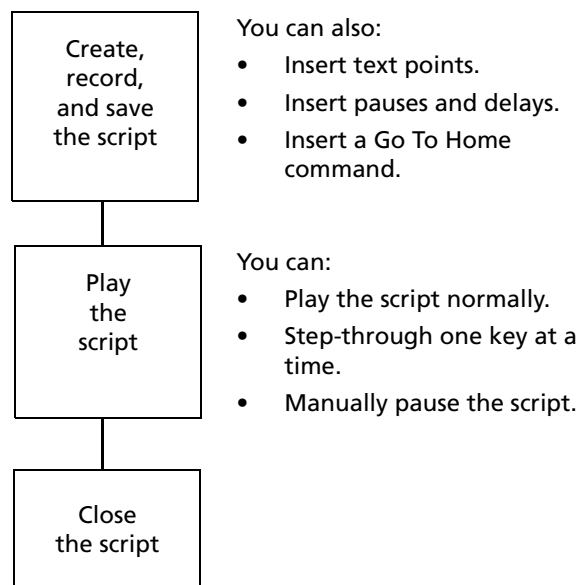 Create,
record,
and save
the script
You can also:
• Insert text points.
• Insert pauses and delays.
• Insert a Go To Home
command.
Play
the
script
You can:
• Play the script normally.
• Step-through one key at a
time.
• Manually pause the script.
Close
the script